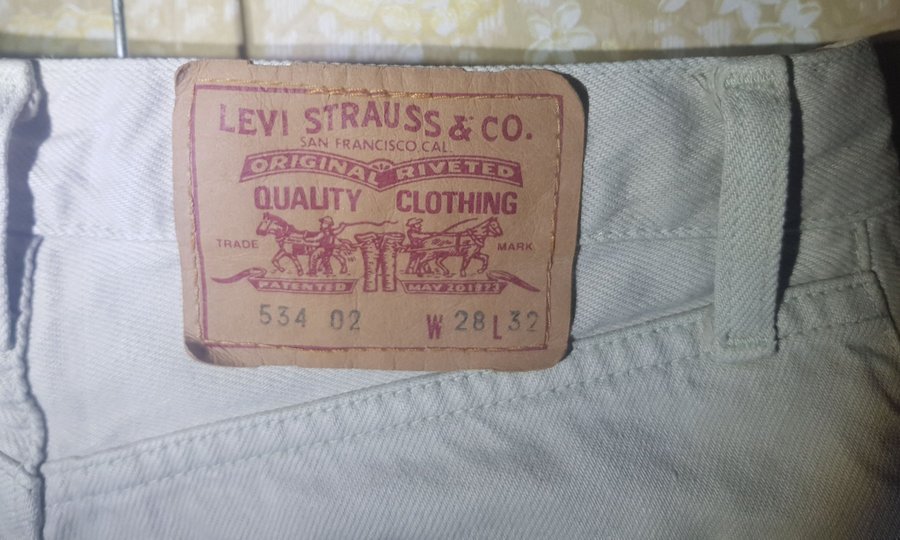 LEVI STRAUSS & CO.
SAN FRANCISCO, CAL.
ORIGINAL RIVETED
QUALITY CLOTHING
TRADE MARK
PATENTED MAY 20 1873
534 02 W 28 L 32